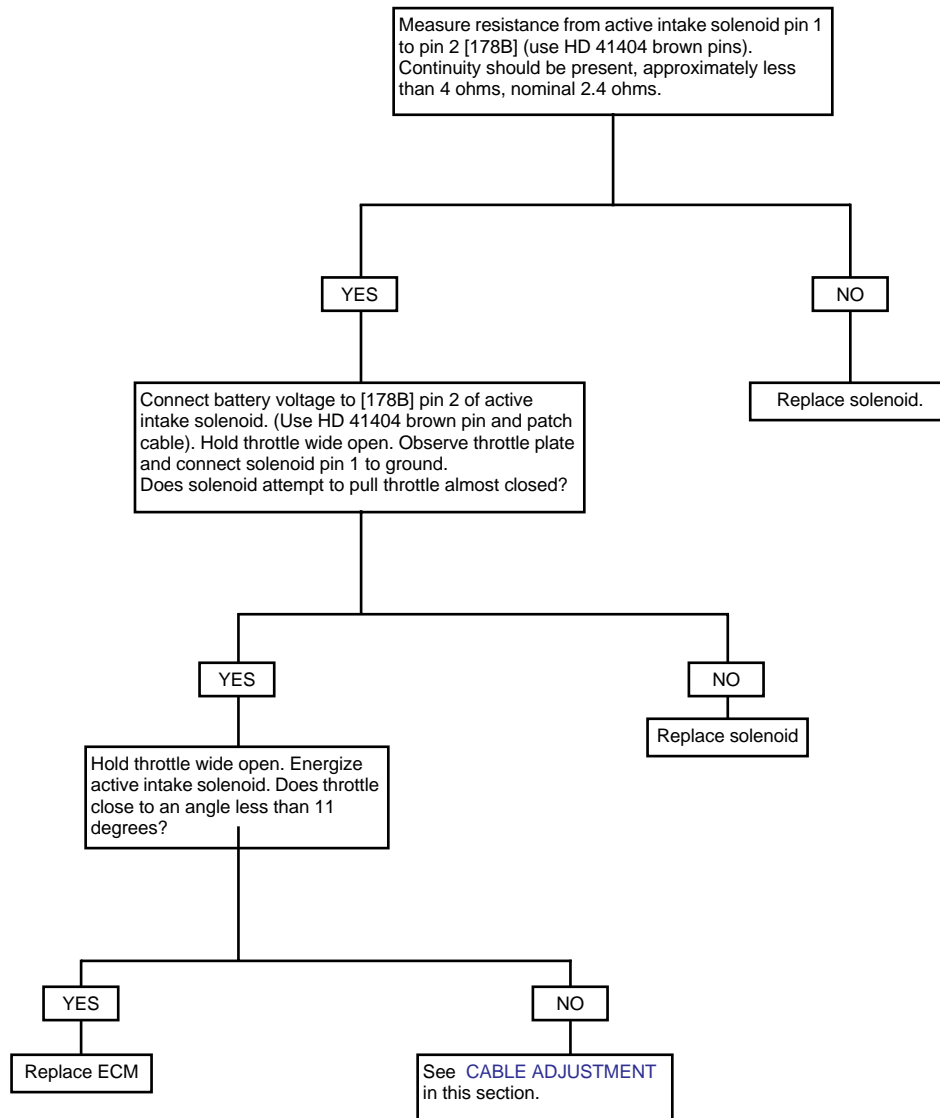 Measure resistance from active intake solenoid pin 1
to pin 2 [178B] (use HD 41404 brown pins).
Continuity should be present, approximately less
than 4 ohms, nominal 2.4 ohms.
YES
NO
Connect battery voltage to [178B] pin 2 of active
intake solenoid. (Use HD 41404 brown pin and patch
cable). Hold throttle wide open. Observe throttle plate
and connect solenoid pin 1 to ground.
Does solenoid attempt to pull throttle almost closed?
Replace solenoid.
YES
NO
Replace solenoid
Hold throttle wide open. Energize
active intake solenoid. Does throttle
close to an angle less than 11
degrees?
YES
NO
Replace ECM
See CABLE ADJUSTMENT
in this section.